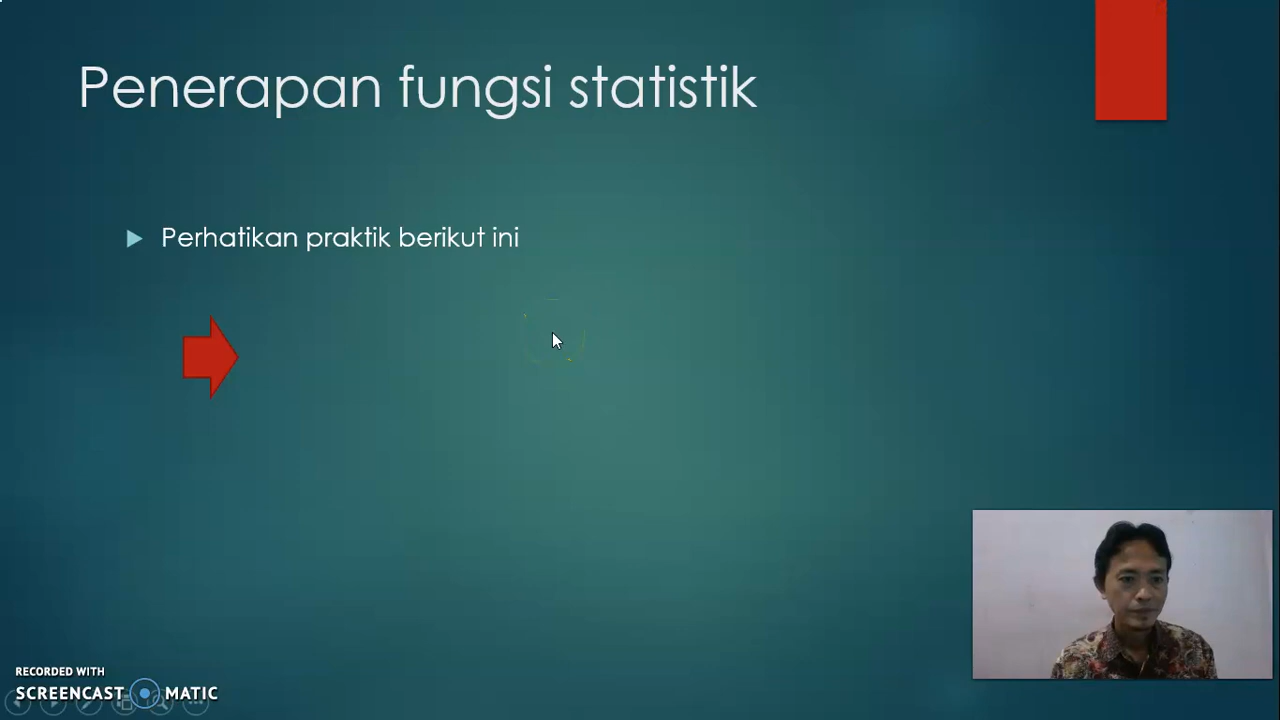 Penerapan fungsi statistik
Perhatikan praktik berikut ini
RECORDED WITH
SCREENCAST MATIC